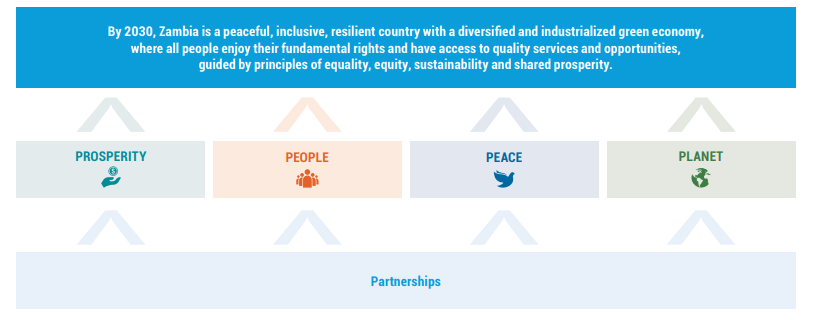 By 2030, Zambia is a peaceful, inclusive, resilient country with a diversified and industrialized green economy,
where all people enjoy their fundamental rights and have access to quality services and opportunities,
guided by principles of equality, equity, sustainability and shared prosperity.
PROSPERITY
PEOPLE
PEACE
PLANET
$
Partnerships